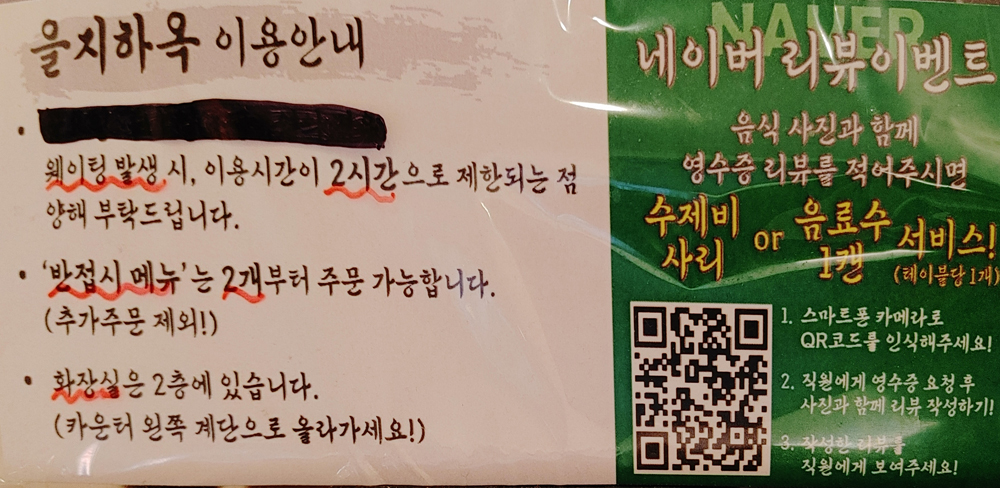 을지하옥 이용안내
웨이팅 발생 시, 이용시간이 2시간으로 제한되는 점
양해 부탁드립니다.
'반접시 메뉴'는 2개부터 주문 가능합니다.
(추가주문 제외!)
화장실은 2층에 있습니다.
(카운터 왼쪽 계단으로 올라가세요!)
NAVER
네이버 리뷰이벤트
음식 사진과 함께
영수증 리뷰를 적어주시면
수제비 사리 or 음료수 1캔 서비스!
(테이블당 1개)
1. 스마트폰 카메라로
QR코드를 인식해주세요!
2. 직원에게 영수증 요청 후
사진과 함께 리뷰 작성하기!
3. 작성한 리뷰를
직원에게 보여주세요!